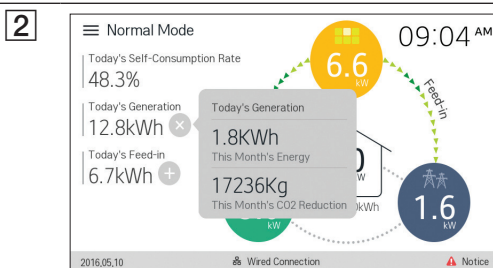 2
Normal Mode
09:04 AM
Today's Self-Consumption Rate
48.3%
6.6
kW
Feed-in
Today's Generation
12.8kWh
Today's Generation
1.8KWh
This Month's Energy
17236Kg
This Month's CO2 Reduction
Today's Feed-in
6.7kWh
kWh
kW
1.6
kW
2016,05,10
Wired Connection
Notice